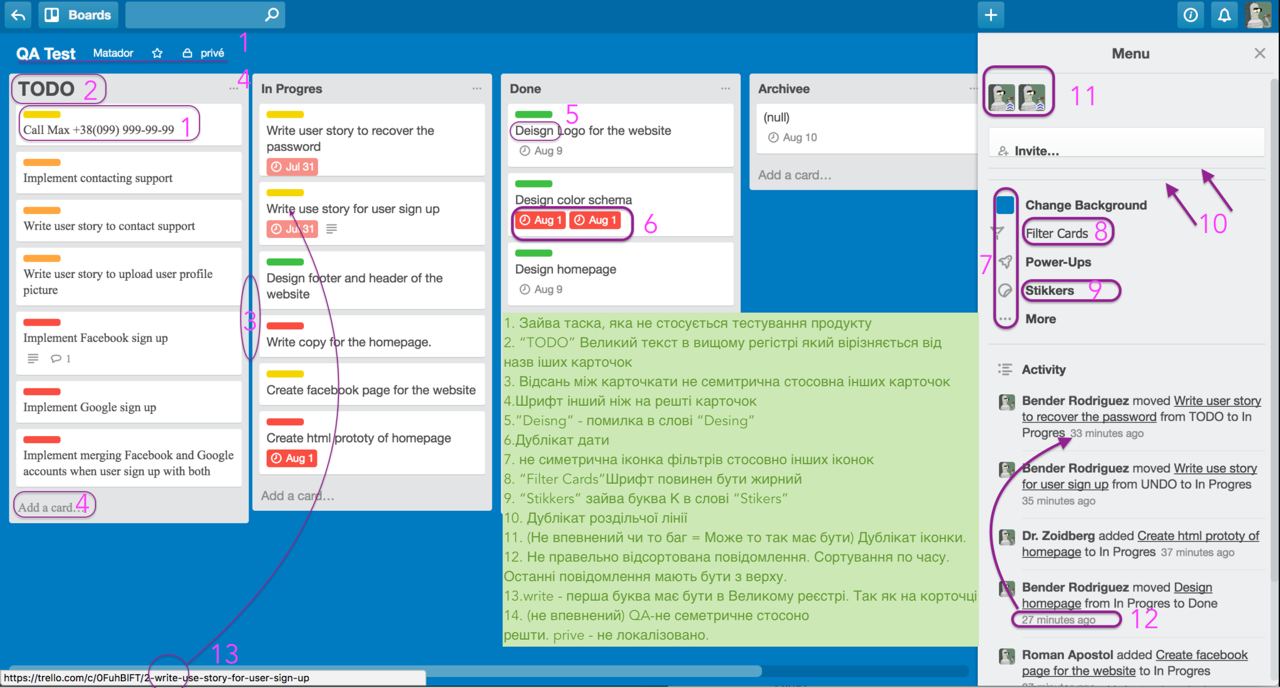 Boards
QA Test Matador privé
1
TODO
2
4
Call Max +38(099) 999-99-99
1
Implement contacting support
Write user story to contact support
Write user story to upload user profile
picture
Implement Facebook sign up
1
Implement Google sign up
Implement merging Facebook and Google
accounts when user sign up with both
Add a card...
4
3
In Progres
Write user story to recover the
password
Jul 31
Write use story for user sign up
Jul 31
Design footer and header of the
website
Write copy for the homepage.
Create facebook page for the website
Create html prototy of homepage
Aug 1
Add a card...
Done
5
Deisgn Logo for the website
Aug 9
Design color schema
Aug 1 Aug 1
6
Design homepage
Aug 9
Archivee
(null)
Aug 10
Add a card...
1. Зайва таска, яка не стосується тестування продукту
2. “TODO” Великий текст в вищому регістрі який вірізняється від
назв іших карточок
3. Відсань між карточкати не семитрична стосовна інших карточок
4.Шрифт інший ніж на решті карточок
5.”Deisng” - помилка в слові “Desing”
6.Дублікат дати
7. не симетрична іконка фільтрів стосовно інших іконок
8. “Filter Cards”Шрифт повинен бути жирний
9. “Stikkers” зайва буква К в слові “Stikers”
10. Дублікат роздільчої лінії
11. (Не впевнений чи то баг = Може то так має бути) Дублікат іконки.
12. Не правельно відсортована повідомлення. Сортування по часу.
Останні повідомлення мають бути з верху.
13.write - перша буква має бути в Великому реєстрі. Так як на корточці
14. (не впевнений) QA-не семетричне стосоно
решти. prive - не локалізовано.
Menu
11
Invite...
10
Change Background
Filter Cards 8
7
Power-Ups
Stikkers 9
More
Activity
Bender Rodriguez moved Write user story
to recover the password from TODO to In
Progres 33 minutes ago
Bender Rodriguez moved Write use story
for user sign up from UNDO to In Progres
35 minutes ago
Dr. Zoidberg added Create html prototy of
homepage to In Progres 37 minutes ago
Bender Rodriguez moved Design
homepage from In Progres to Done
27 minutes ago
12
Roman Apostol added Create facebook
page for the website to In Progres
13
https://trello.com/c/0FuhBlFT/2-write-use-story-for-user-sign-up